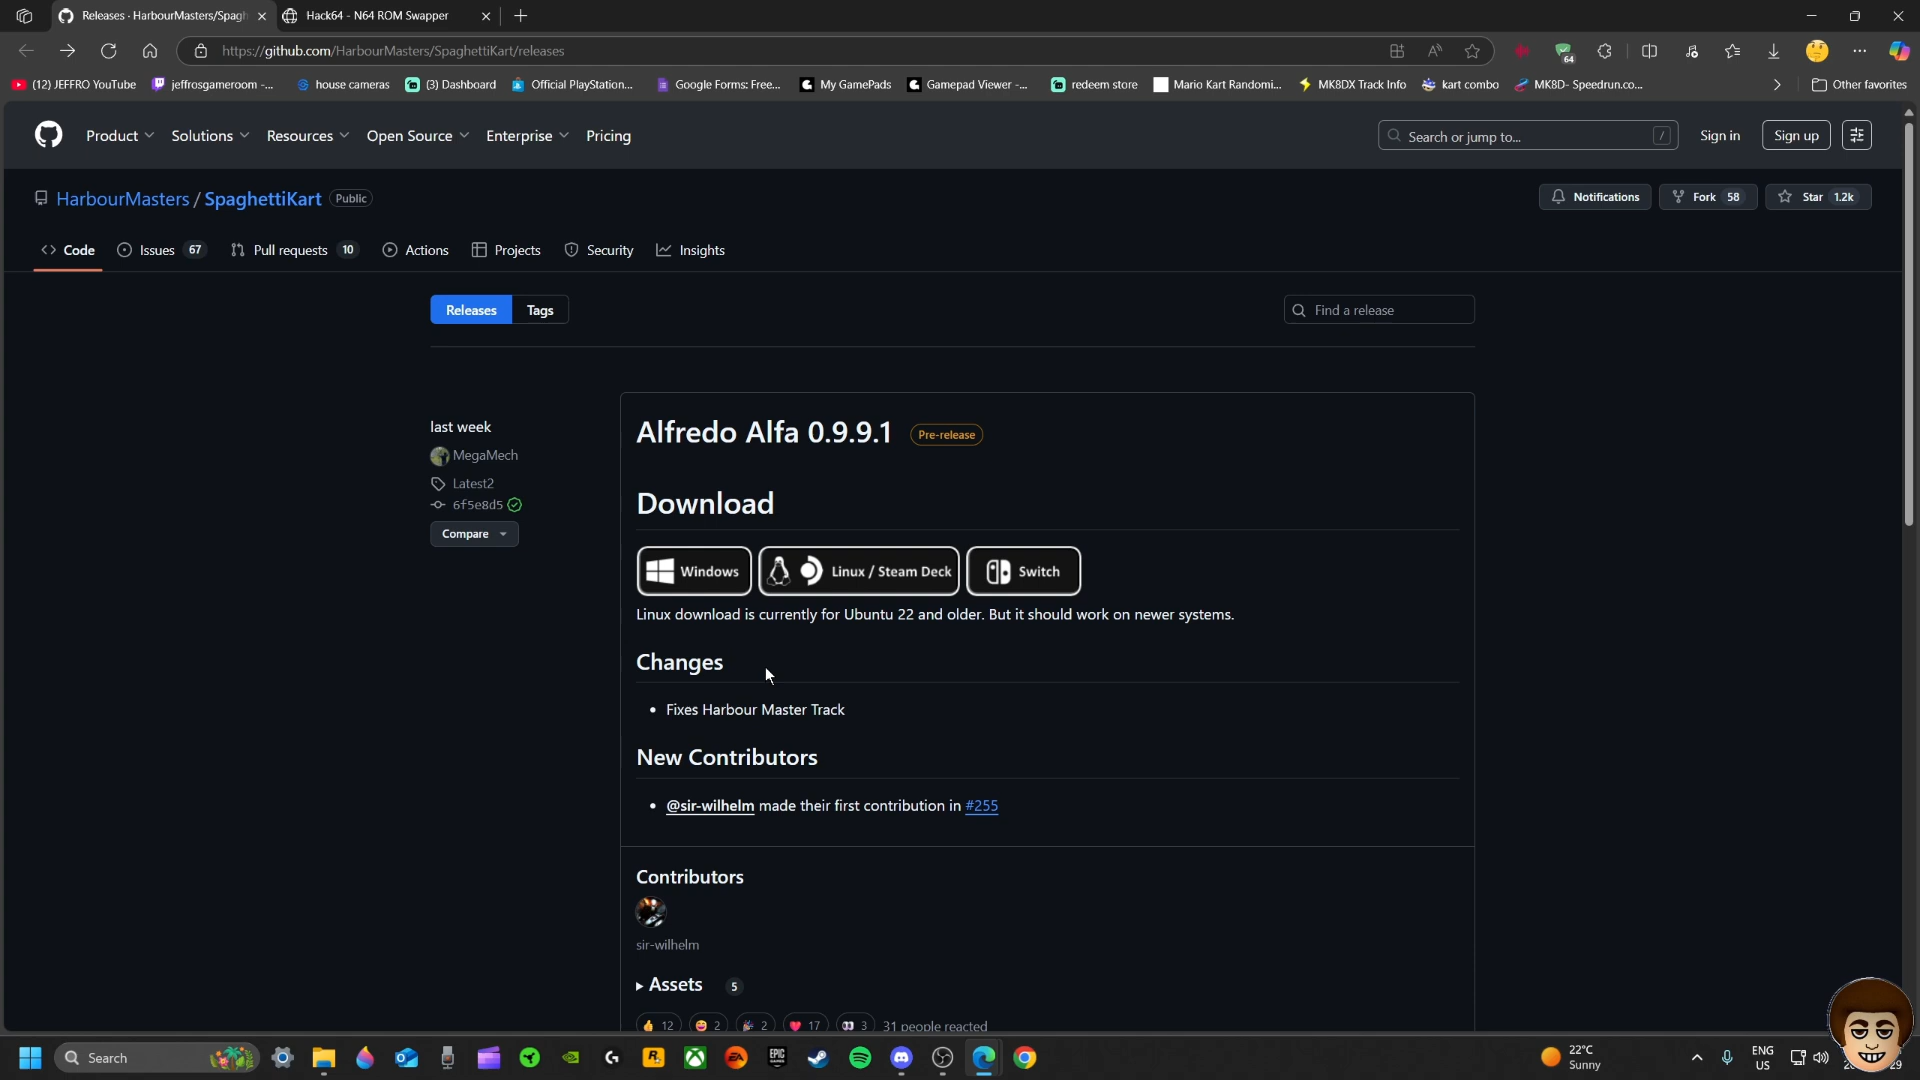 Releases · HarbourMasters/Spagh
Hack64 - N64 ROM Swapper
https://github.com/HarbourMasters/SpaghettiKart/releases
64
(12) JEFFRO YouTube
jeffrosgameroom -...
house cameras
(3) Dashboard
Official PlayStation...
Google Forms: Free...
My GamePads
Gamepad Viewer -...
redeem store
Mario Kart Randomi...
MK8DX Track Info
kart combo
MK8D- Speedrun.co...
Other favorites
Product
Solutions
Resources
Open Source
Enterprise
Pricing
Search or jump to...
/
Sign in
Sign up
HarbourMasters / SpaghettiKart Public
Notifications
Fork 58
Star 1.2k
Code
Issues 67
Pull requests 10
Actions
Projects
Security
Insights
Releases
Tags
Find a release
last week
MegaMech
Latest2
6f5e8d5
Compare
Alfredo Alfa 0.9.9.1 Pre-release
Download
Windows
Linux / Steam Deck
Switch
Linux download is currently for Ubuntu 22 and older. But it should work on newer systems.
Changes
• Fixes Harbour Master Track
New Contributors
• @sir-wilhelm made their first contribution in #255
Contributors
sir-wilhelm
Assets 5
12
2
2
17
3
31 people reacted
Search
EPIC GAMES
22°C
Sunny
ENG
US